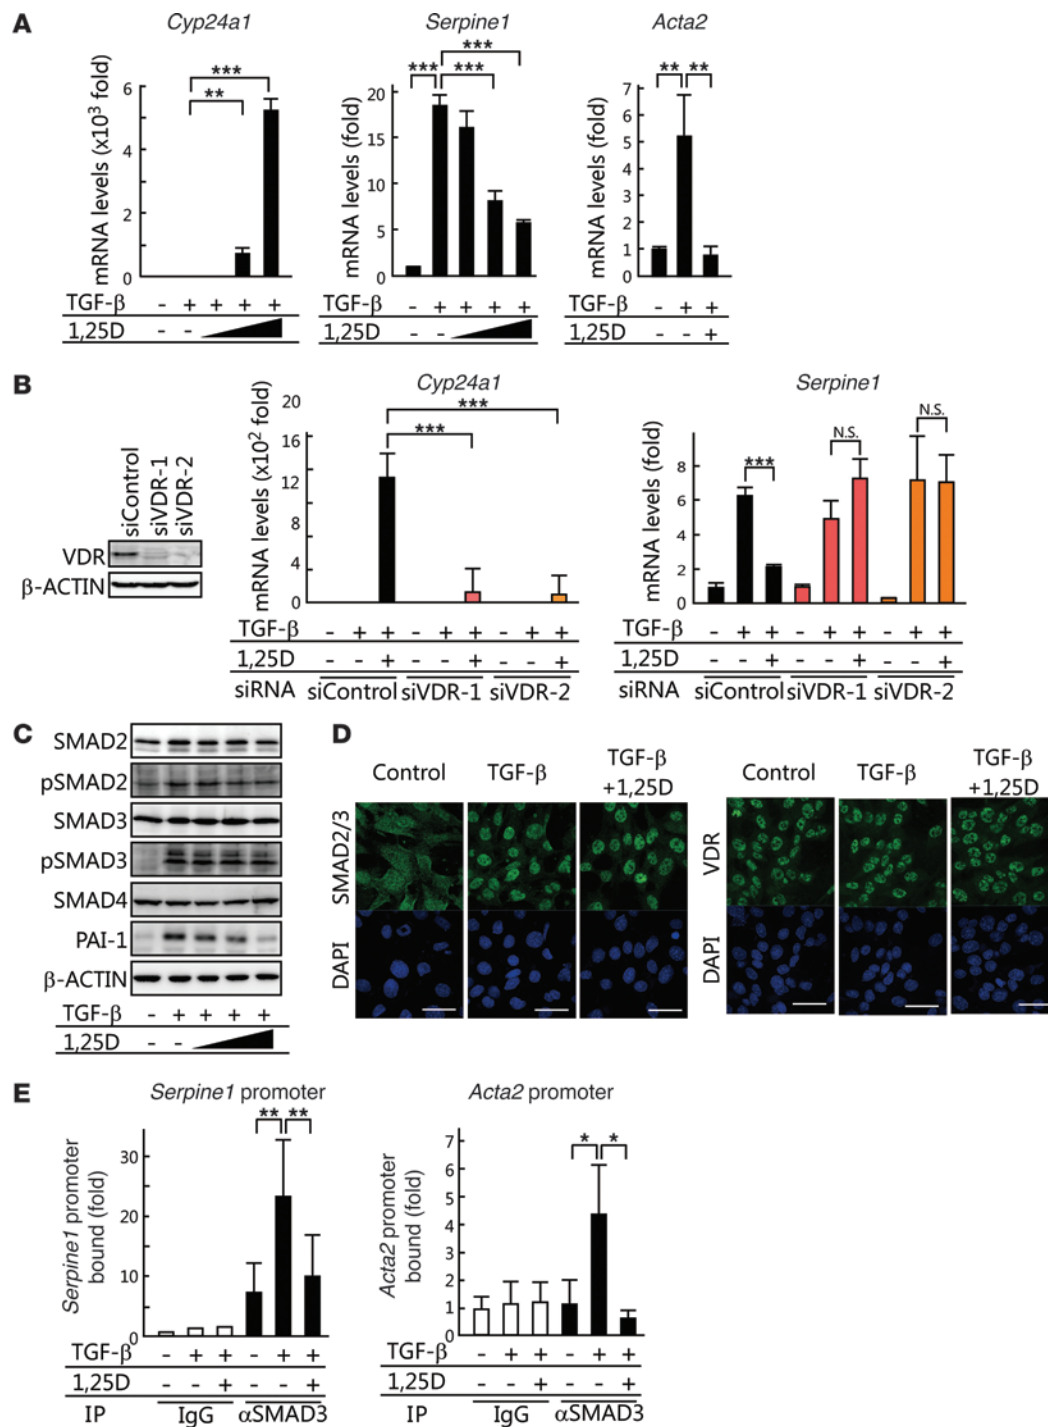 A
Cyp24a1
Serpine1
Acta2
mRNA levels (x10³ fold)
6
4
2
0
**
***
TGF-β - + + + +
1,25D - -
mRNA levels (fold)
20
15
10
5
0
***
***
***
TGF-β - + + + +
1,25D - -
mRNA levels (fold)
7
6
5
4
3
2
1
0
** **
TGF-β - + +
1,25D - - +
B
siControl
siVDR-1
siVDR-2
VDR
β-ACTIN
Cyp24a1
mRNA levels (x10² fold)
20
16
12
8
4
0
***
***
TGF-β - + + - + + - + +
1,25D - - + - - + - - +
siRNA siControl siVDR-1 siVDR-2
Serpine1
mRNA levels (fold)
8
6
4
2
0
***
N.S.
N.S.
TGF-β - + + - + + - + +
1,25D - - + - - + - - +
siRNA siControl siVDR-1 siVDR-2
C
SMAD2
pSMAD2
SMAD3
pSMAD3
SMAD4
PAI-1
β-ACTIN
TGF-β - + + + +
1,25D - -
D
Control TGF-β TGF-β +1,25D
SMAD2/3
DAPI
Control TGF-β TGF-β +1,25D
VDR
DAPI
E
Serpine1 promoter
Serpine1 promoter bound (fold)
30
20
10
0
** **
TGF-β - + + - + +
1,25D - - + - - +
IP IgG αSMAD3
Acta2 promoter
Acta2 promoter bound (fold)
7
6
5
4
3
2
1
0
* *
TGF-β - + + - + +
1,25D - - + - - +
IP IgG αSMAD3